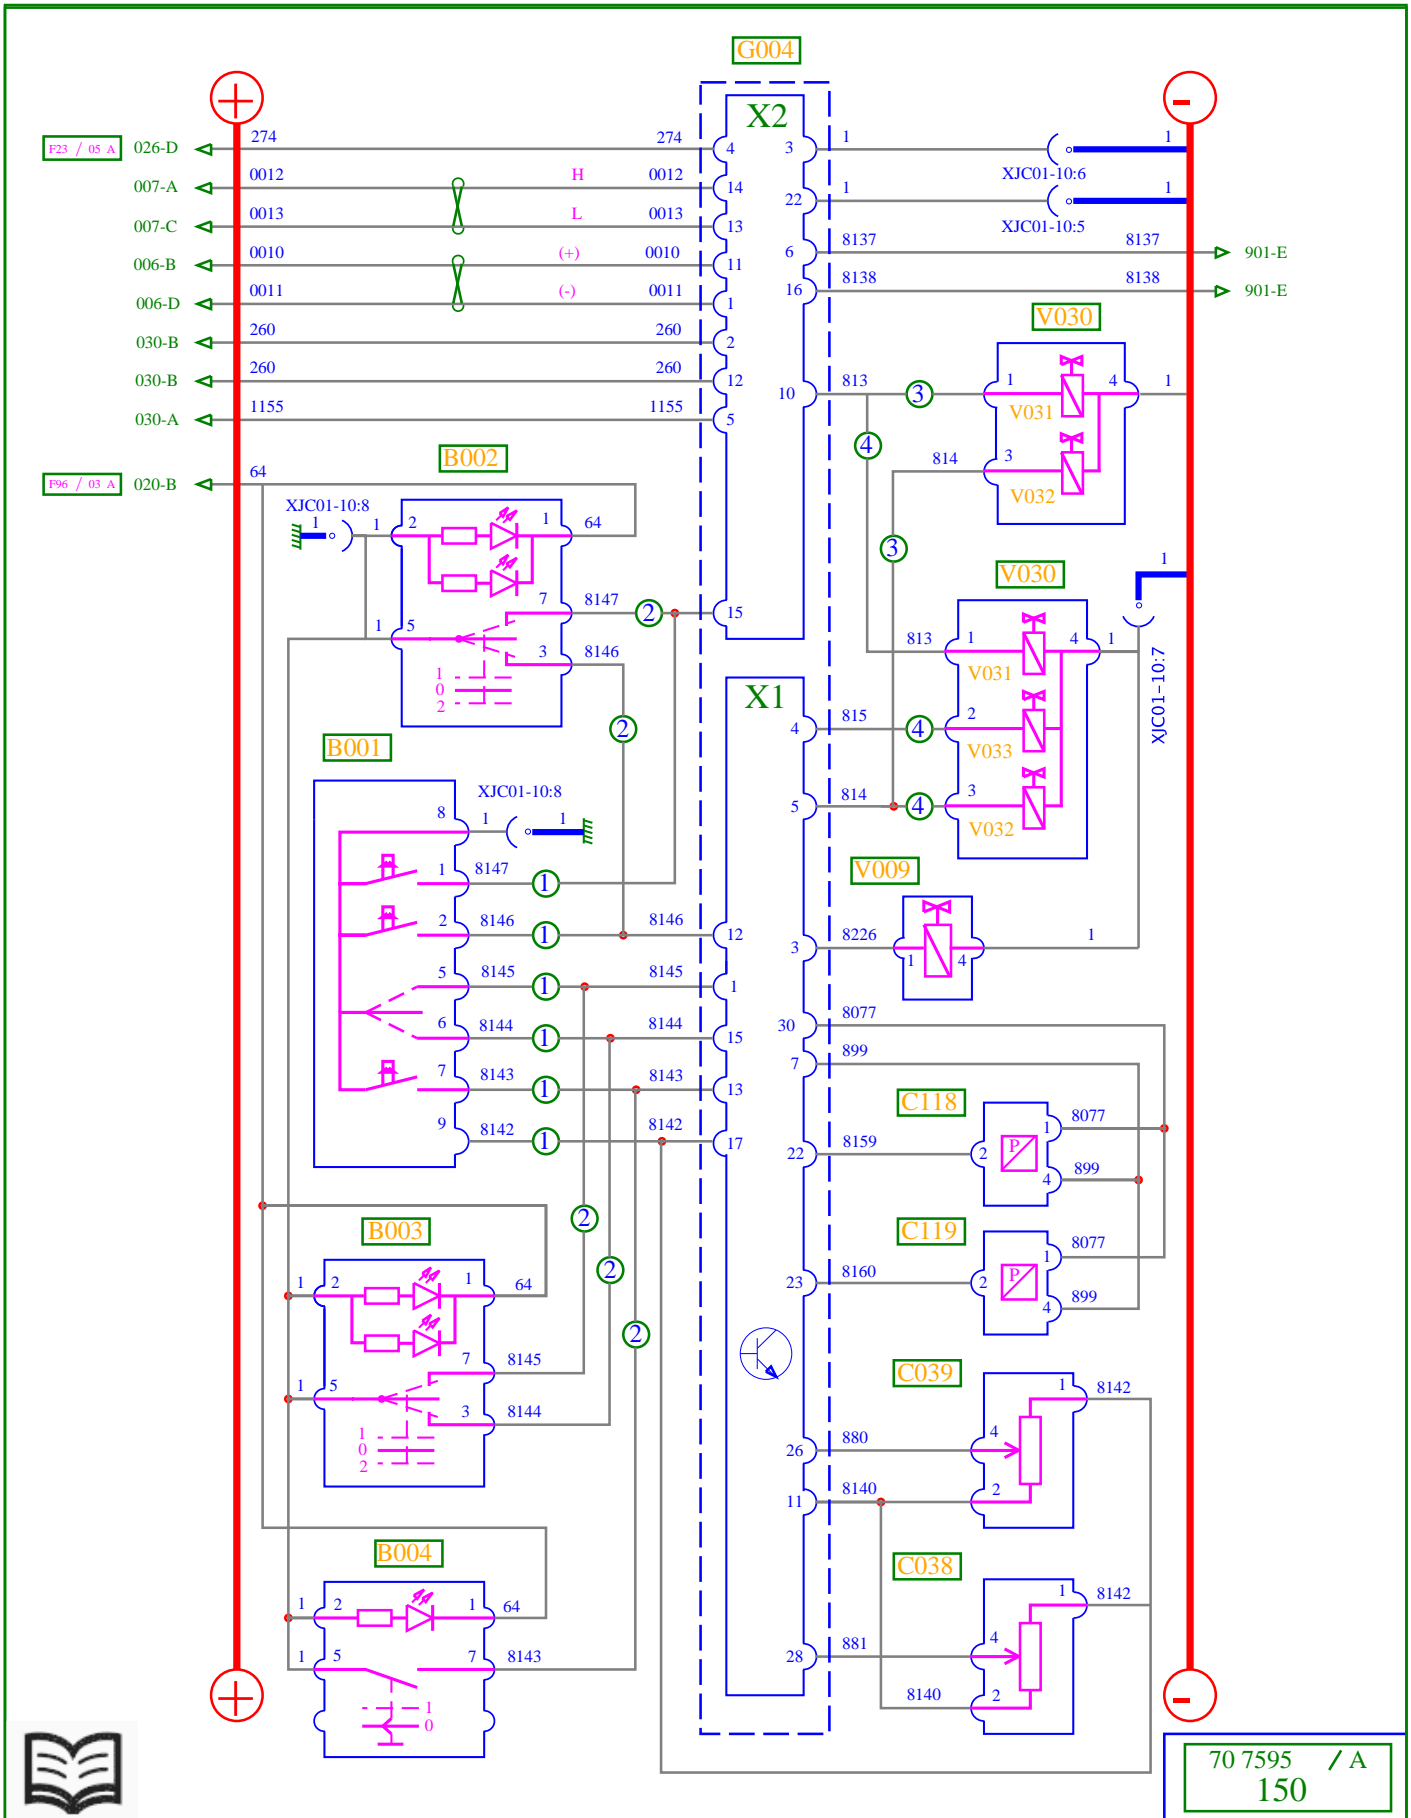 G004
X2
F23 / 05 A 026-D 274 274 4 3 1 1
XJC01-10:6
007-A 0012 H 0012 14 22 1 1
XJC01-10:5
007-C 0013 L 0013 13 6 8137 8137 901-E
006-B 0010 (+) 0010 11 16 8138 8138 901-E
006-D 0011 (-) 0011 1
030-B 260 260 2
030-B 260 260 12
030-A 1155 1155 5
F96 / 03 A 020-B 64
V030
10 813 3 1 4 1
V031
4
814 3
V032
3
B002
XJC01-10:8
1 1 2 1 64
7 8147 2 15
1 5
3 8146
1
0
2
2
V030
1
813 1 4 1
V031
XJC01-10:7
X1
4 815 4 2
V033
5 814 4 3
V032
B001
XJC01-10:8
8 1 1
1 8147 1
2 8146 1 8146 12
5 8145 1 8145 1
6 8144 1 8144 15
7 8143 1 8143 13
9 8142 1 8142 17
V009
3 8226 1 4 1
30 8077
7 899
C118
22 8159 2 P 1 8077
4 899
C119
23 8160 2 P 1 8077
4 899
2
2
2
B003
1 2 1 64
7 8145
1 5
3 8144
1
0
2
C039
1 8142
26 880 4
11 8140 2
B004
1 2 1 64
1 5 7 8143
1
0
C038
1 8142
28 881 4
8140 2
70 7595 / A
150